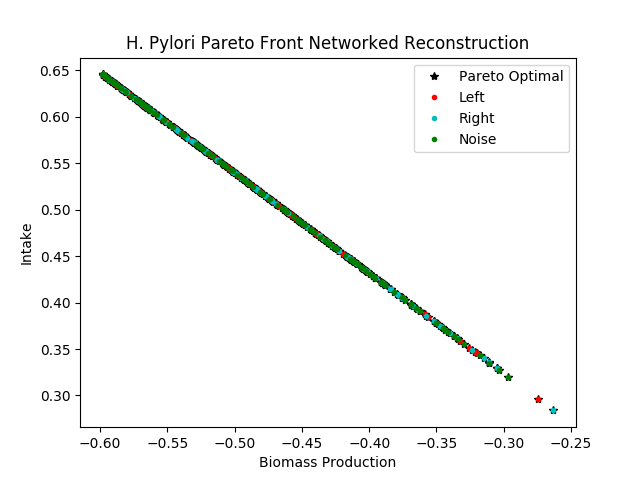 H. Pylori Pareto Front Networked Reconstruction
Pareto Optimal
Left
Right
Noise
Intake
0.65
0.60
0.55
0.50
0.45
0.40
0.35
0.30
−0.60 −0.55 −0.50 −0.45 −0.40 −0.35 −0.30 −0.25
Biomass Production